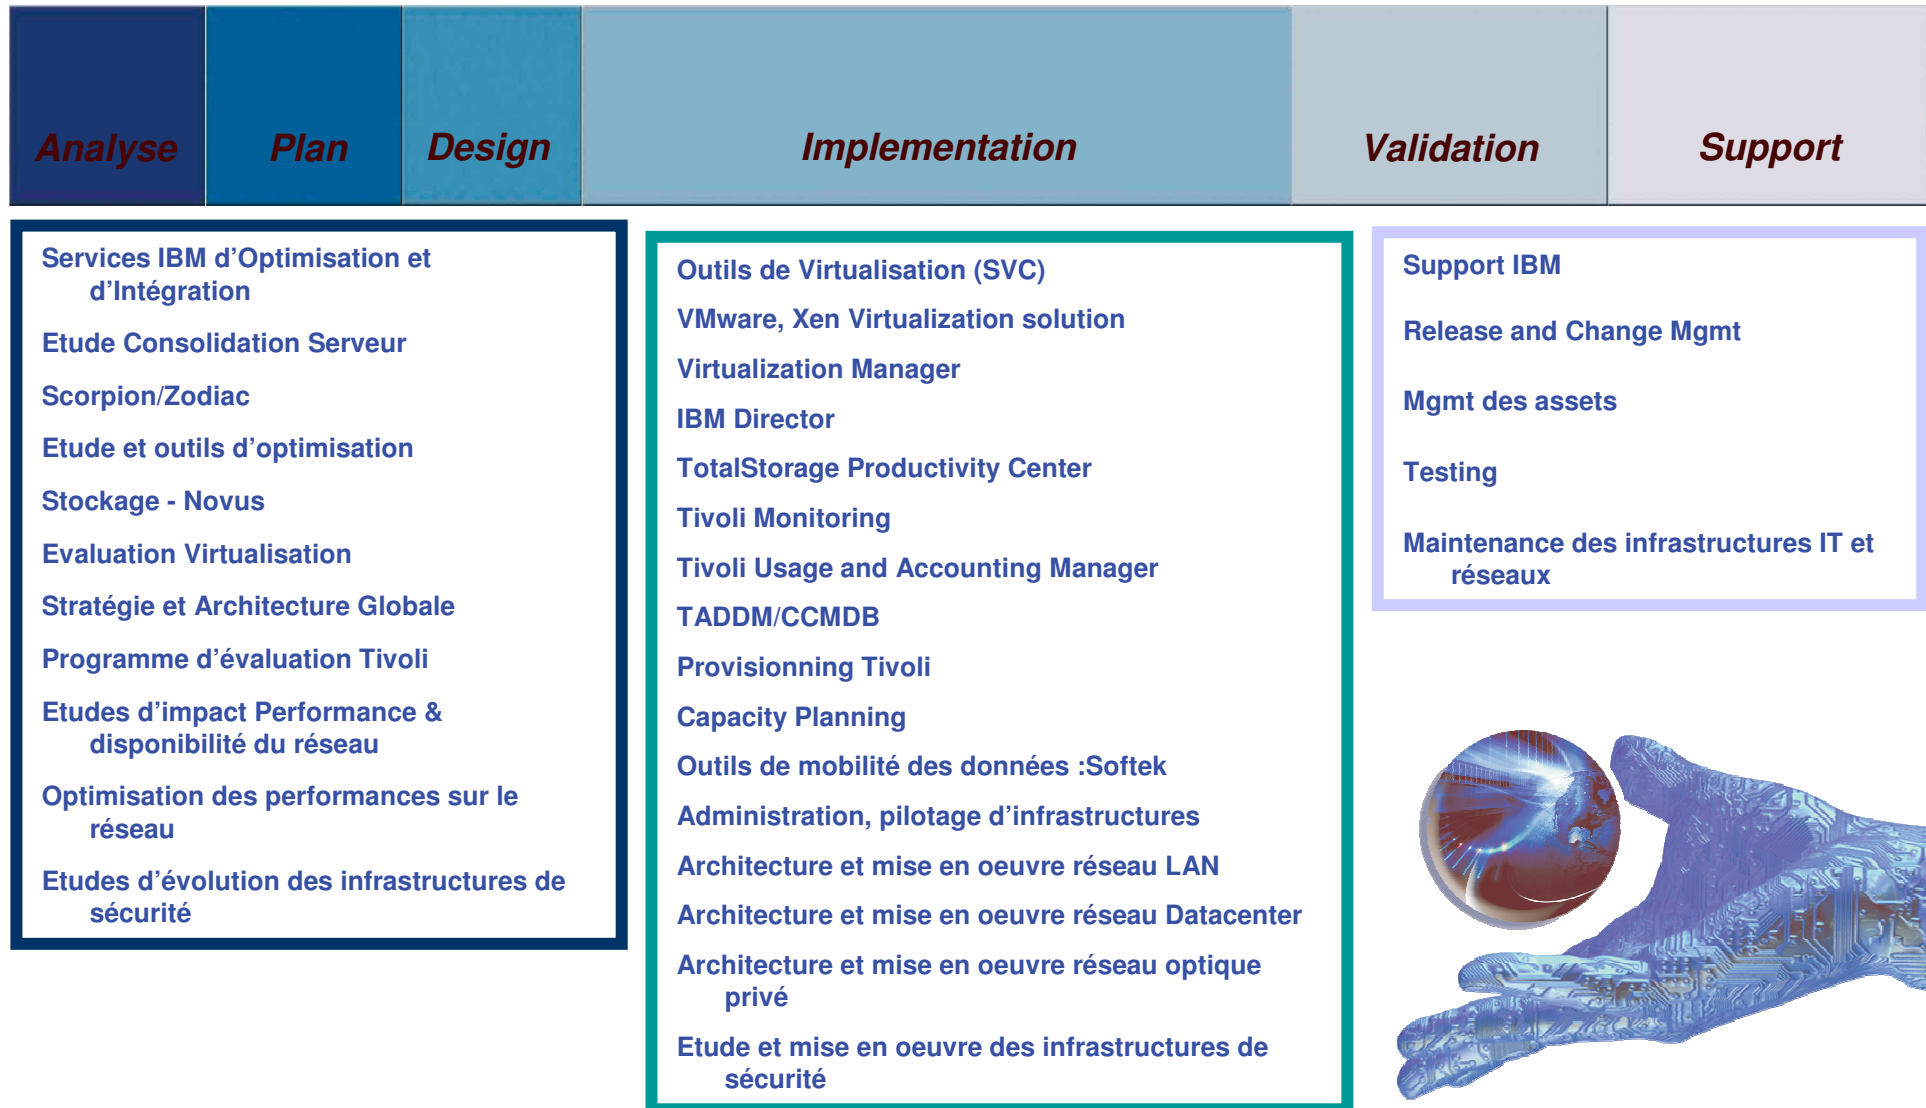 Analyse
Plan
Design
Implementation
Validation
Support
Services IBM d’Optimisation et
d’Intégration
Etude Consolidation Serveur
Scorpion/Zodiac
Etude et outils d’optimisation
Stockage - Novus
Evaluation Virtualisation
Stratégie et Architecture Globale
Programme d’évaluation Tivoli
Etudes d’impact Performance &
disponibilité du réseau
Optimisation des performances sur le
réseau
Etudes d’évolution des infrastructures de
sécurité
Outils de Virtualisation (SVC)
VMware, Xen Virtualization solution
Virtualization Manager
IBM Director
TotalStorage Productivity Center
Tivoli Monitoring
Tivoli Usage and Accounting Manager
TADDM/CCMDB
Provisionning Tivoli
Capacity Planning
Outils de mobilité des données :Softek
Administration, pilotage d’infrastructures
Architecture et mise en oeuvre réseau LAN
Architecture et mise en oeuvre réseau Datacenter
Architecture et mise en oeuvre réseau optique
privé
Etude et mise en oeuvre des infrastructures de
sécurité
Support IBM
Release and Change Mgmt
Mgmt des assets
Testing
Maintenance des infrastructures IT et
réseaux